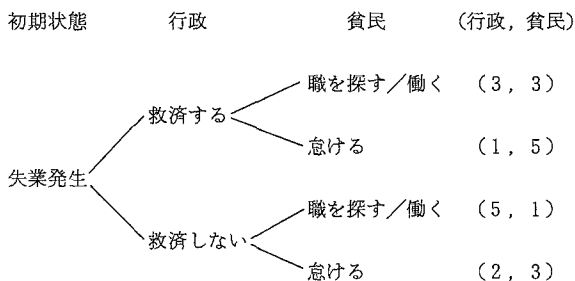 初期状態 行政 貧民 （行政，貧民）
職を探す／働く （3，3）
救済する
怠ける （1，5）
失業発生
職を探す／働く （5，1）
救済しない
怠ける （2，3）